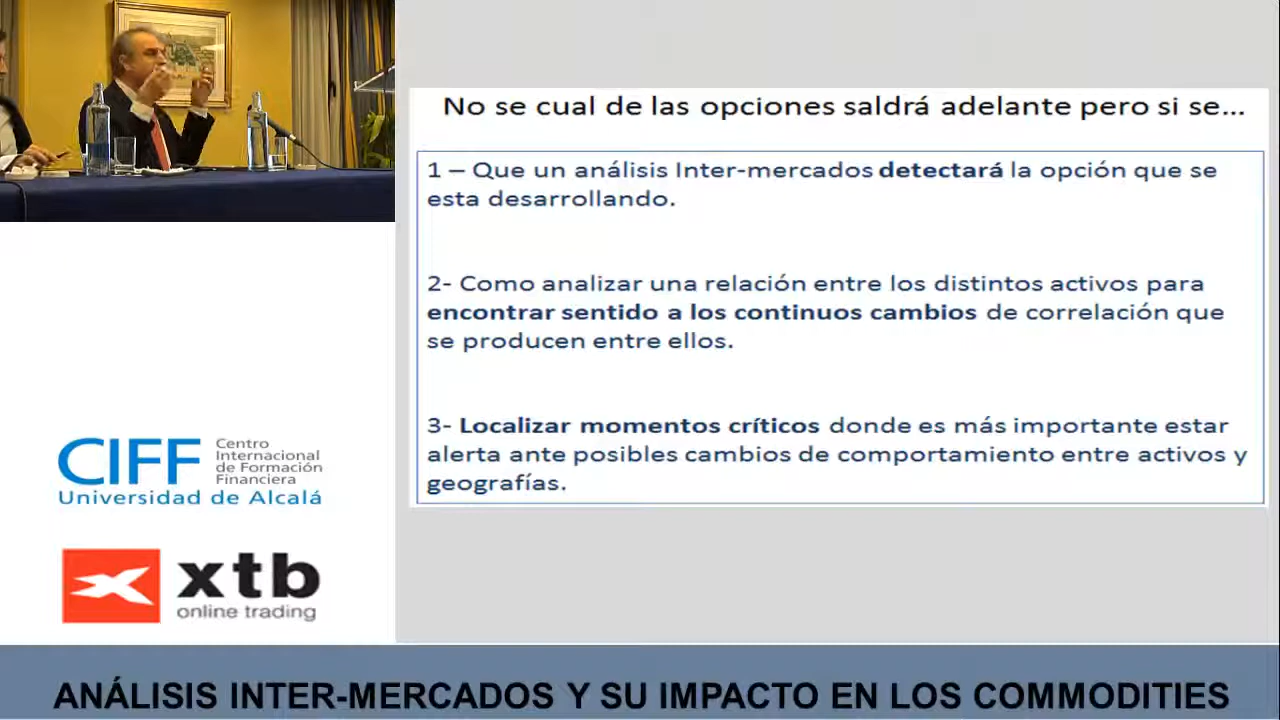 No se cual de las opciones saldrá adelante pero si se...
1 – Que un análisis Inter-mercados detectará la opción que se
esta desarrollando.
2- Como analizar una relación entre los distintos activos para
encontrar sentido a los continuos cambios de correlación que
se producen entre ellos.
3- Localizar momentos críticos donde es más importante estar
alerta ante posibles cambios de comportamiento entre activos y
geografías.
CIFF
Centro
Internacional
de Formación
Financiera
Universidad de Alcalá
xtb
online trading
ANÁLISIS INTER-MERCADOS Y SU IMPACTO EN LOS COMMODITIES